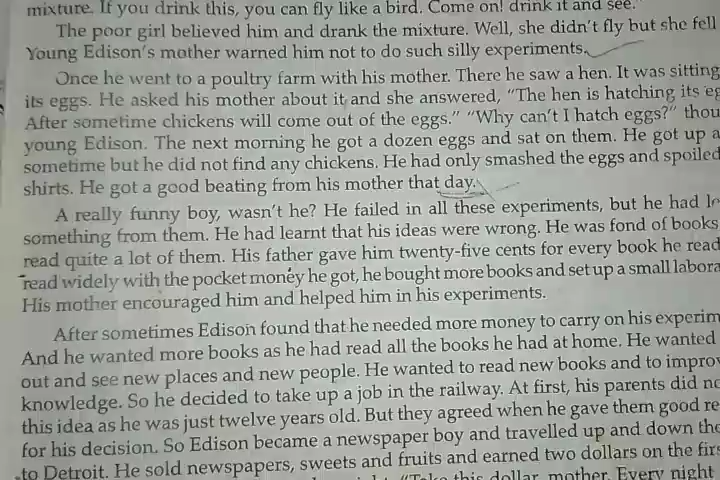 mixture. If you drink this, you can fly like a bird. Come on! drink it and see."
The poor girl believed him and drank the mixture. Well, she didn't fly but she fell
Young Edison's mother warned him not to do such silly experiments.
Once he went to a poultry farm with his mother. There he saw a hen. It was sitting
its eggs. He asked his mother about it and she answered, "The hen is hatching its eg
After sometime chickens will come out of the eggs." "Why can't I hatch eggs?" thou
young Edison. The next morning he got a dozen eggs and sat on them. He got up a
sometime but he did not find any chickens. He had only smashed the eggs and spoiled
shirts. He got a good beating from his mother that day.
A really funny boy, wasn't he? He failed in all these experiments, but he had le
something from them. He had learnt that his ideas were wrong. He was fond of books
read quite a lot of them. His father gave him twenty-five cents for every book he read
read widely with the pocket money he got, he bought more books and set up a small labora
His mother encouraged him and helped him in his experiments.
After sometimes Edison found that he needed more money to carry on his experim
And he wanted more books as he had read all the books he had at home. He wanted
out and see new places and new people. He wanted to read new books and to improv
knowledge. So he decided to take up a job in the railway. At first, his parents did no
this idea as he was just twelve years old. But they agreed when he gave them good re
for his decision. So Edison became a newspaper boy and travelled up and down the
to Detroit. He sold newspapers, sweets and fruits and earned two dollars on the firs
"Take this dollar, mother. Every night